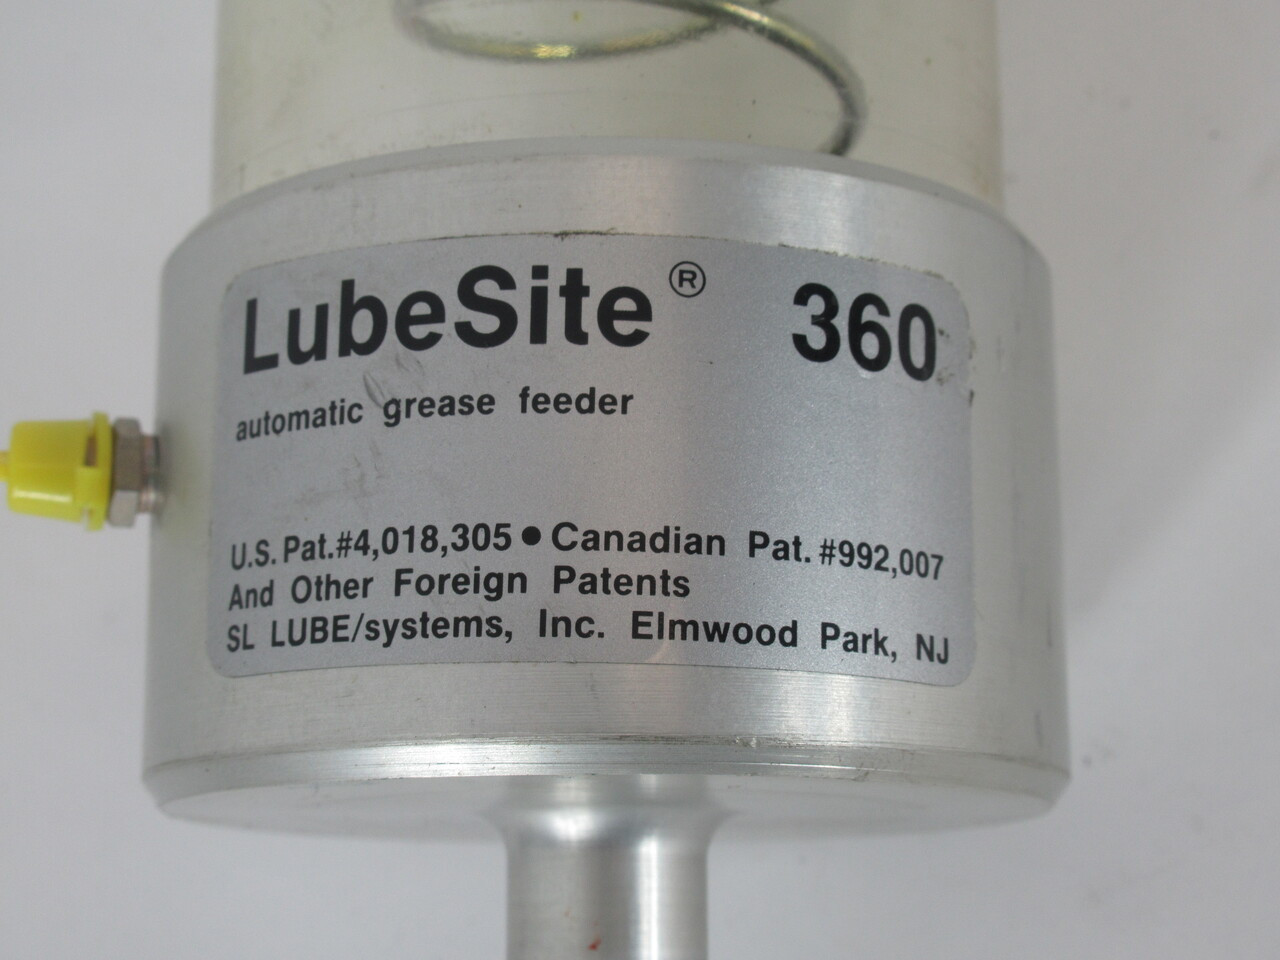 LubeSite® 360
automatic grease feeder
U.S. Pat.#4,018,305 • Canadian Pat. #992,007
And Other Foreign Patents
SL LUBE/systems, Inc. Elmwood Park, NJ